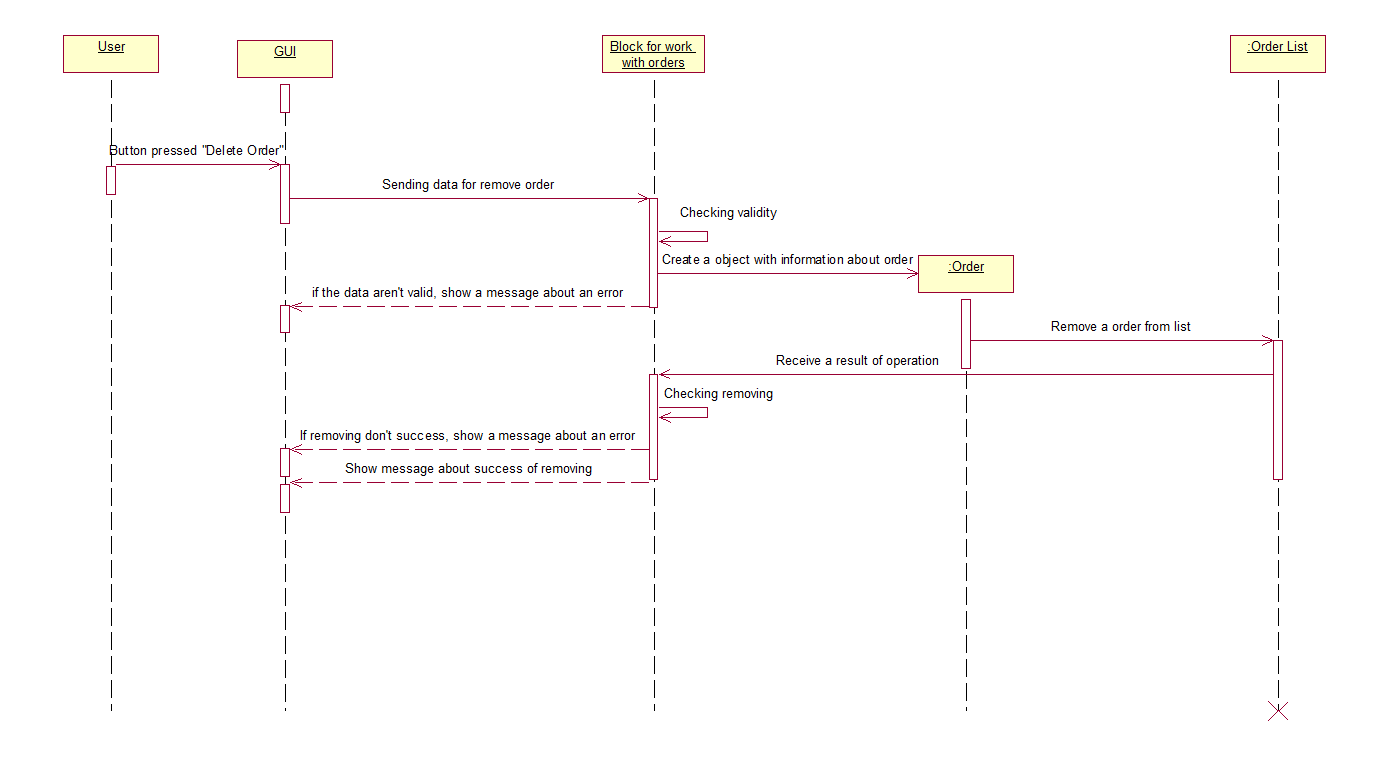 User
GUI
Block for work
with orders
:Order List
Button pressed "Delete Order"
Sending data for remove order
Checking validity
Create a object with information about order
:Order
if the data aren't valid, show a message about an error
Remove a order from list
Receive a result of operation
Checking removing
If removing don't success, show a message about an error
Show message about success of removing